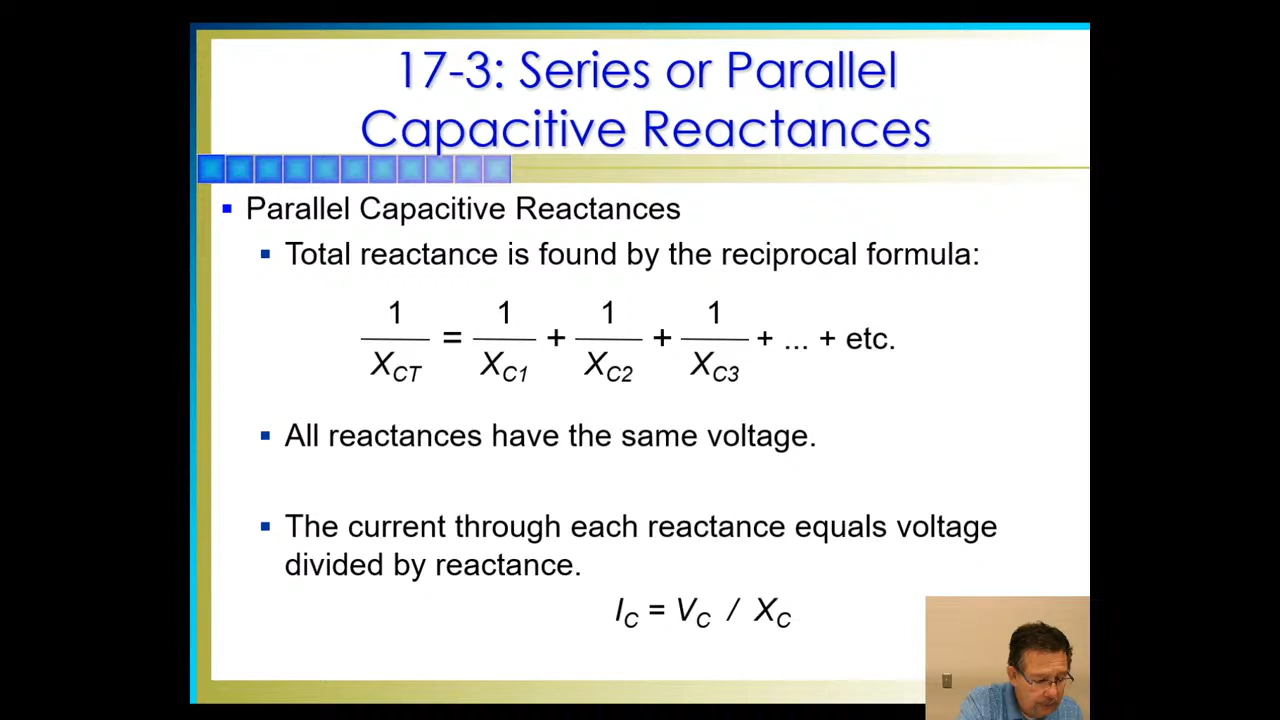 17-3: Series or Parallel
Capacitive Reactances
Parallel Capacitive Reactances
Total reactance is found by the reciprocal formula:
1/X_CT = 1/X_C1 + 1/X_C2 + 1/X_C3 + ... + etc.
All reactances have the same voltage.
The current through each reactance equals voltage
divided by reactance.
I_C = V_C / X_C